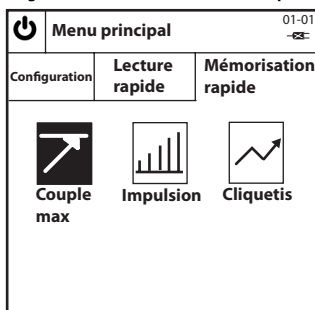 Menu principal
01-01
Configuration
Lecture
rapide
Mémorisation
rapide
Couple
max
Impulsion
Cliquetis